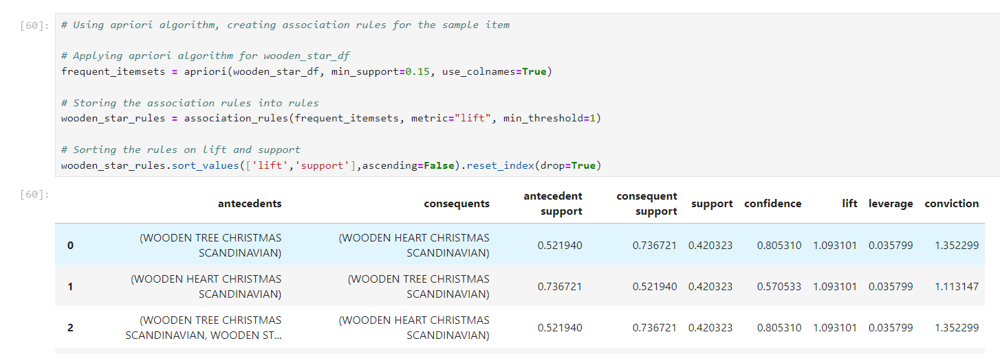 [60]:
# Using apriori algorithm, creating association rules for the sample item
# Applying apriori algorithm for wooden_star_df
frequent_itemsets = apriori(wooden_star_df, min_support=0.15, use_colnames=True)
# Storing the association rules into rules
wooden_star_rules = association_rules(frequent_itemsets, metric="lift", min_threshold=1)
# Sorting the rules on lift and support
wooden_star_rules.sort_values(['lift','support'],ascending=False).reset_index(drop=True)
[60]:
antecedents consequents antecedent support consequent support support confidence lift leverage conviction
0 (WOODEN TREE CHRISTMAS SCANDINAVIAN) (WOODEN HEART CHRISTMAS SCANDINAVIAN) 0.521940 0.736721 0.420323 0.805310 1.093101 0.035799 1.352299
1 (WOODEN HEART CHRISTMAS SCANDINAVIAN) (WOODEN TREE CHRISTMAS SCANDINAVIAN) 0.736721 0.521940 0.420323 0.570533 1.093101 0.035799 1.113147
2 (WOODEN TREE CHRISTMAS SCANDINAVIAN, WOODEN ST... (WOODEN HEART CHRISTMAS SCANDINAVIAN) 0.521940 0.736721 0.420323 0.805310 1.093101 0.035799 1.352299